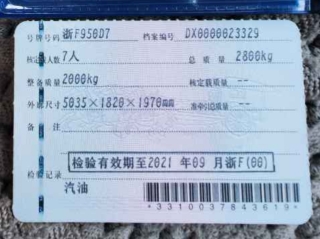 号牌号码 浙F950D7 档案编号 DX0000023329
核定载人数 7人 总质量 2800kg
整备质量 2000kg 核定载质量 --
外廓尺寸 5035×1820×1970mm 准牵引总质量 --
备注
检验有效期至2021年09月浙F(00)
检验记录
汽油
*3310037843619*